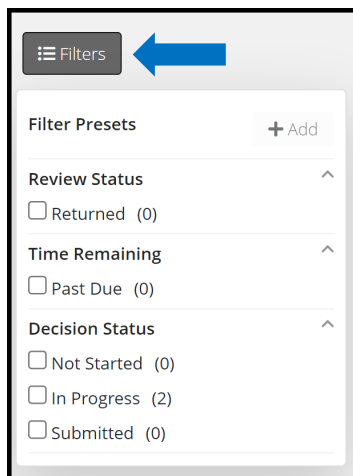 Filters
Filter Presets
Add
Review Status
Returned (0)
Time Remaining
Past Due (0)
Decision Status
Not Started (0)
In Progress (2)
Submitted (0)